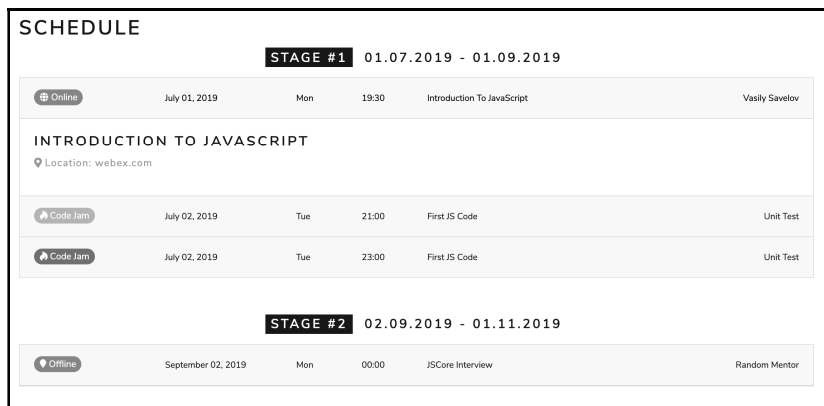 SCHEDULE
STAGE #1 01.07.2019 - 01.09.2019
Online July 01, 2019 Mon 19:30 Introduction To JavaScript Vasily Savelov
INTRODUCTION TO JAVASCRIPT
Location: webex.com
Code Jam July 02, 2019 Tue 21:00 First JS Code Unit Test
Code Jam July 02, 2019 Tue 23:00 First JS Code Unit Test
STAGE #2 02.09.2019 - 01.11.2019
Offline September 02, 2019 Mon 00:00 JSCore Interview Random Mentor